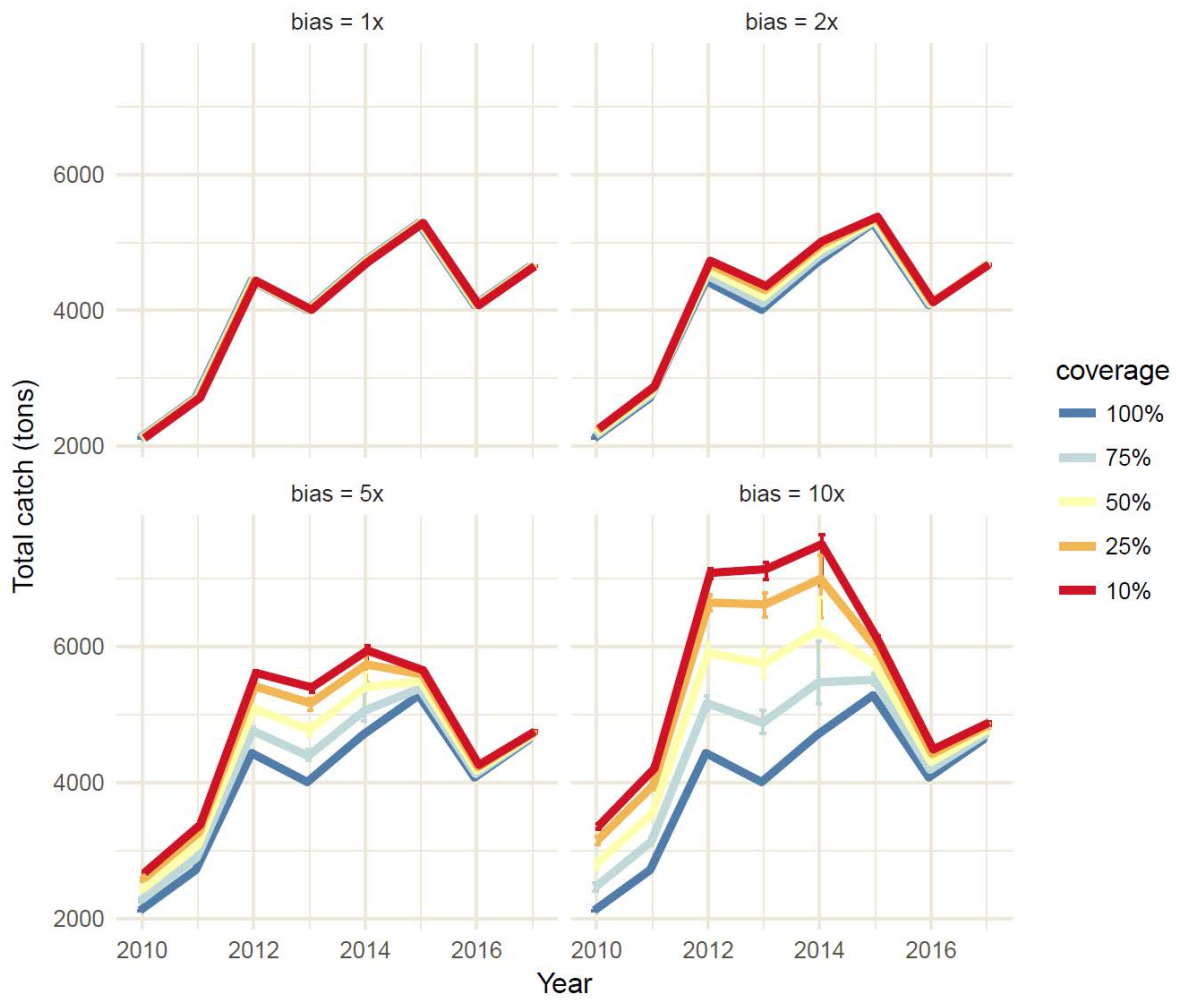 bias = 1x
bias = 2x
6000
4000
2000
Total catch (tons)
bias = 5x
bias = 10x
6000
4000
2000
2010 2012 2014 2016
2010 2012 2014 2016
Year
coverage
100%
75%
50%
25%
10%